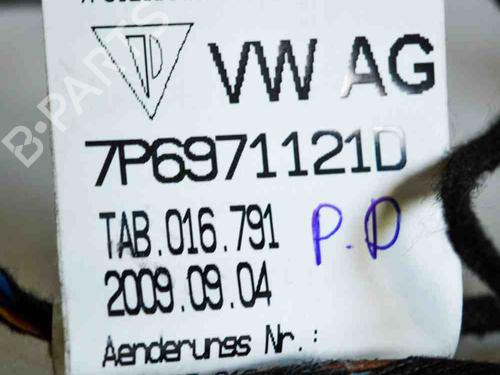 VW AG
7P6971121D
TAB.016.791
P.D
2009.09.04
Aenderungs Nr.:
B-PARTS